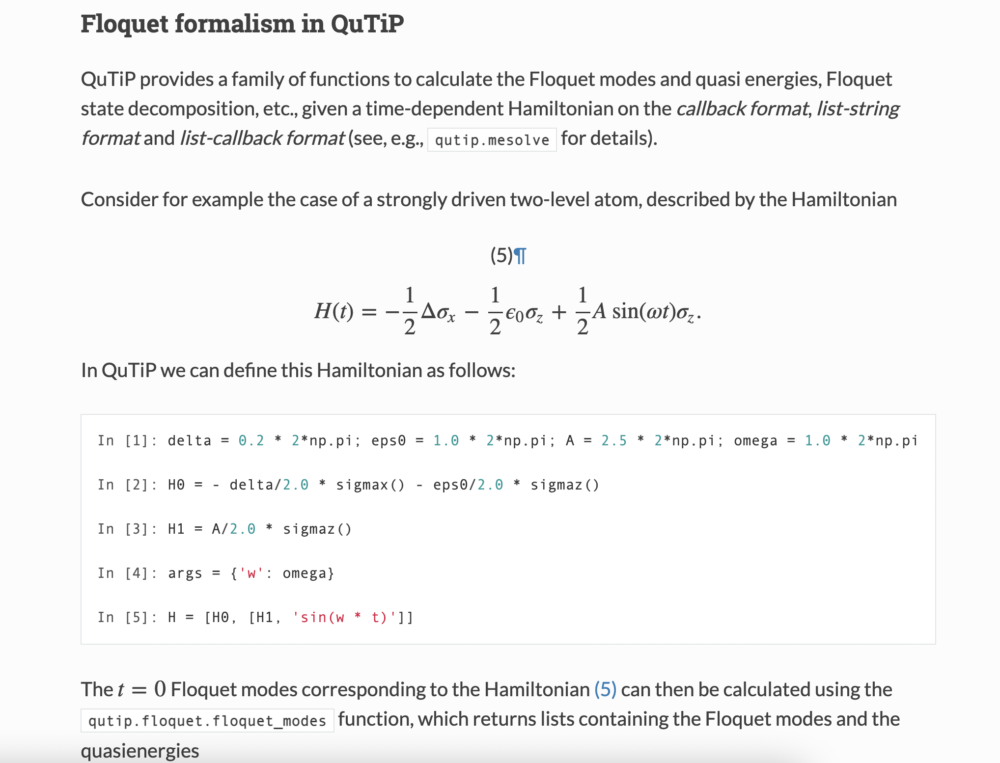 Floquet formalism in QuTiP
QuTiP provides a family of functions to calculate the Floquet modes and quasi energies, Floquet
state decomposition, etc., given a time-dependent Hamiltonian on the callback format, list-string
format and list-callback format (see, e.g., qutip.mesolve for details).
Consider for example the case of a strongly driven two-level atom, described by the Hamiltonian
(5)¶
H(t) = −\frac{1}{2}Δσ_x − \frac{1}{2}ϵ_0σ_z + \frac{1}{2}A sin(ωt)σ_z.
In QuTiP we can define this Hamiltonian as follows:
In [1]: delta = 0.2 * 2*np.pi; eps0 = 1.0 * 2*np.pi; A = 2.5 * 2*np.pi; omega = 1.0 * 2*np.pi
In [2]: H0 = - delta/2.0 * sigmax() - eps0/2.0 * sigmaz()
In [3]: H1 = A/2.0 * sigmaz()
In [4]: args = {'w': omega}
In [5]: H = [H0, [H1, 'sin(w * t)']]
The t = 0 Floquet modes corresponding to the Hamiltonian (5) can then be calculated using the
qutip.floquet.floquet_modes function, which returns lists containing the Floquet modes and the
quasienergies